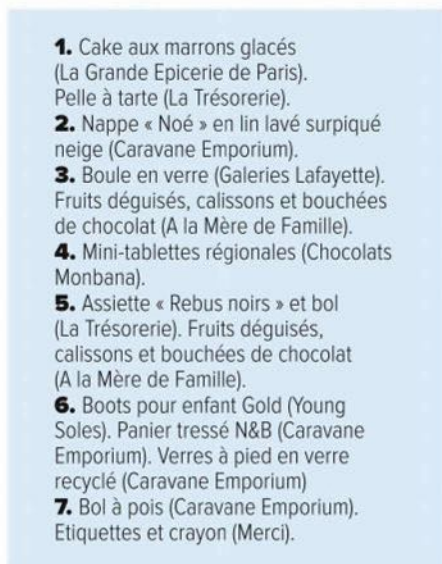 1. Cake aux marrons glacés
(La Grande Epicerie de Paris).
Pelle à tarte (La Trésorerie).
2. Nappe « Noé » en lin lavé surpiqué
neige (Caravane Emporium).
3. Boule en verre (Galeries Lafayette).
Fruits déguisés, calissons et bouchées
de chocolat (A la Mère de Famille).
4. Mini-tablettes régionales (Chocolats
Monbana).
5. Assiette « Rebus noirs » et bol
(La Trésorerie). Fruits déguisés,
calissons et bouchées de chocolat
(A la Mère de Famille).
6. Boots pour enfant Gold (Young
Soles). Panier tressé N&B (Caravane
Emporium). Verres à pied en verre
recyclé (Caravane Emporium)
7. Bol à pois (Caravane Emporium).
Etiquettes et crayon (Merci).